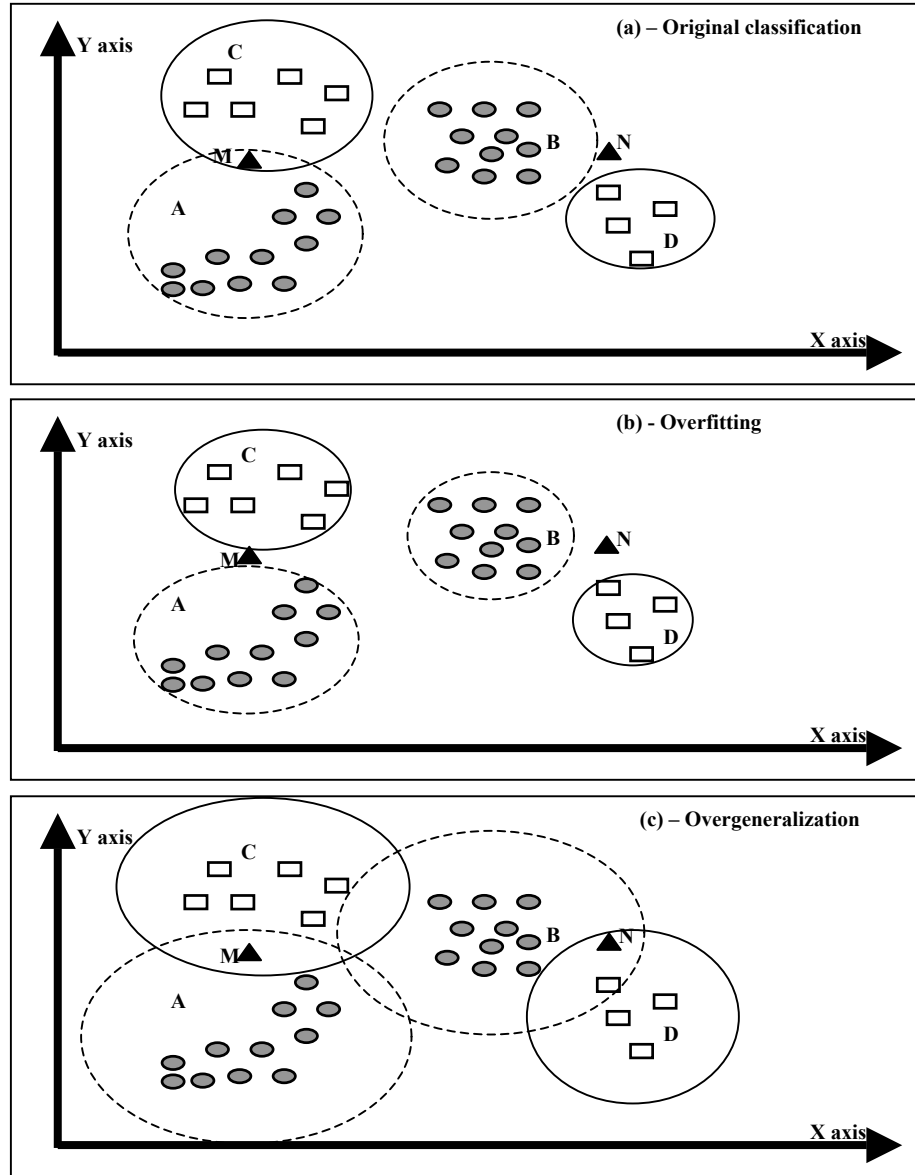 (a) – Original classification
Y axis
C
M
B
N
A
D
X axis
(b) - Overfitting
Y axis
C
B
N
M
A
D
X axis
(c) – Overgeneralization
Y axis
C
B
N
M
A
D
X axis